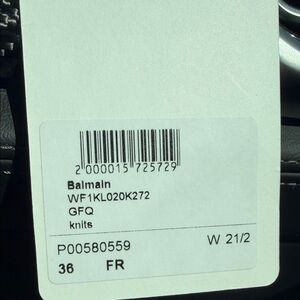 2 000015 725729
Balmain
WF1KL020K272
GFQ
knits
P00580559 W 21/2
36 FR